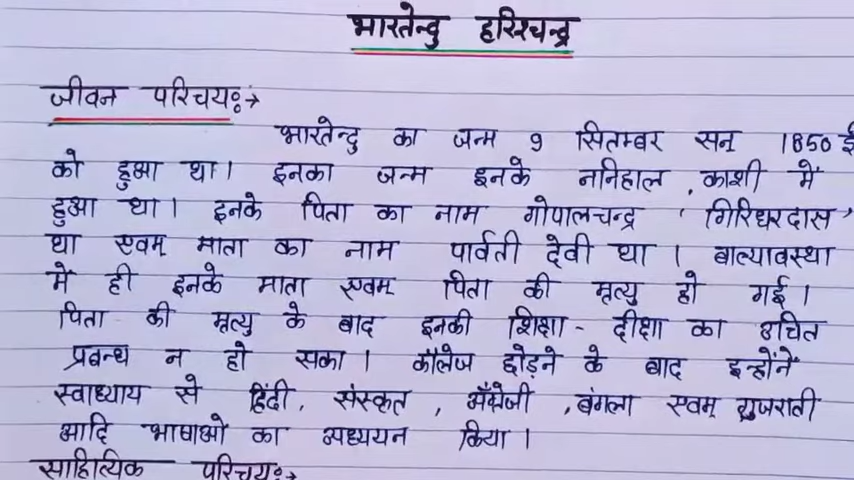 भारतेन्दु हरिश्चन्द्र
जीवन परिचयः→
भारतेन्दु का जन्म 9 सितम्बर सन् 1850 ई
को हुआ था। इनका जन्म इनके ननिहाल , काशी में
हुआ था। इनके पिता का नाम गोपालचन्द्र ' गिरिधरदास '
था एवम् माता का नाम पार्वती देवी था । बाल्यावस्था
में ही इनके माता एवम् पिता की मृत्यु हो गई।
पिता की मृत्यु के बाद इनकी शिक्षा - दीक्षा का उचित
प्रबन्ध न हो सका। कॉलेज छोड़ने के बाद इन्होंनें
स्वाध्याय से हिंदी, संस्कृत , अँग्रेजी , बंगला एवम् गुजराती
आदि भाषाओ का अध्ययन किया।
साहित्यिक परिचयः→